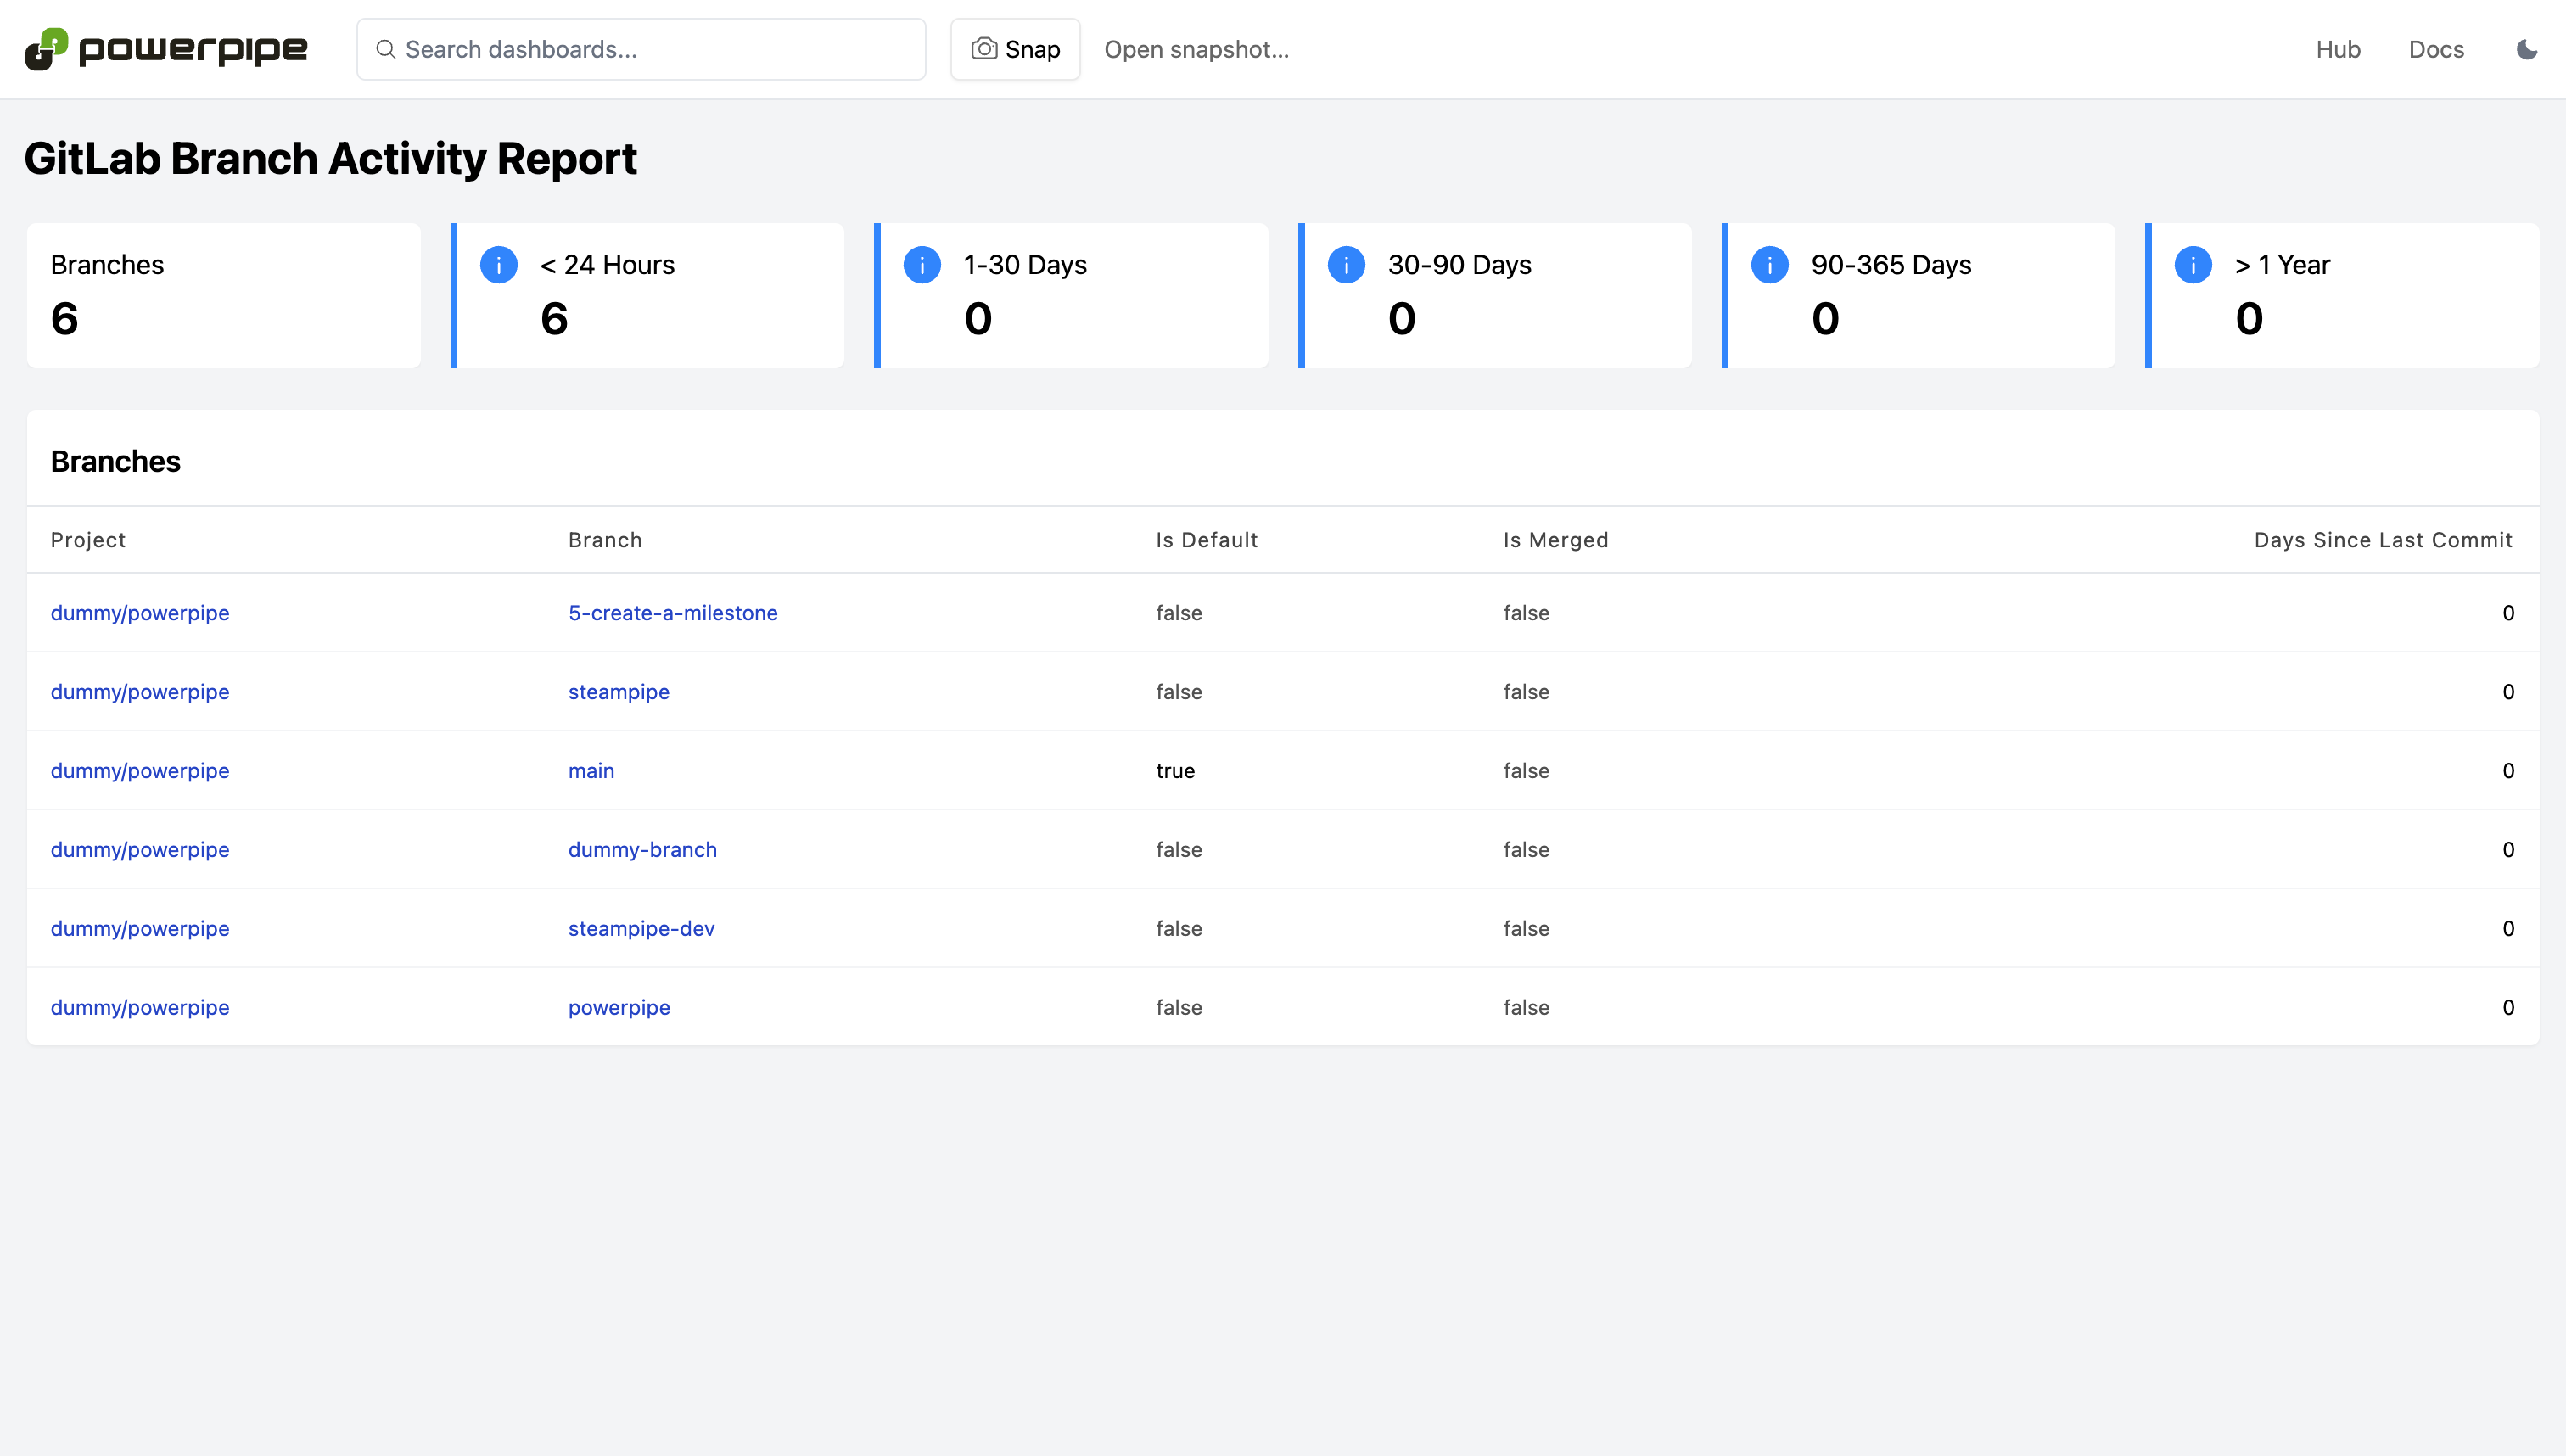 powerpipe Search dashboards... Snap Open snapshot... Hub Docs
GitLab Branch Activity Report
Branches < 24 Hours 1-30 Days 30-90 Days 90-365 Days > 1 Year
6 6 0 0 0 0
Branches
Project Branch Is Default Is Merged Days Since Last Commit
dummy/powerpipe 5-create-a-milestone false false 0
dummy/powerpipe steampipe false false 0
dummy/powerpipe main true false 0
dummy/powerpipe dummy-branch false false 0
dummy/powerpipe steampipe-dev false false 0
dummy/powerpipe powerpipe false false 0